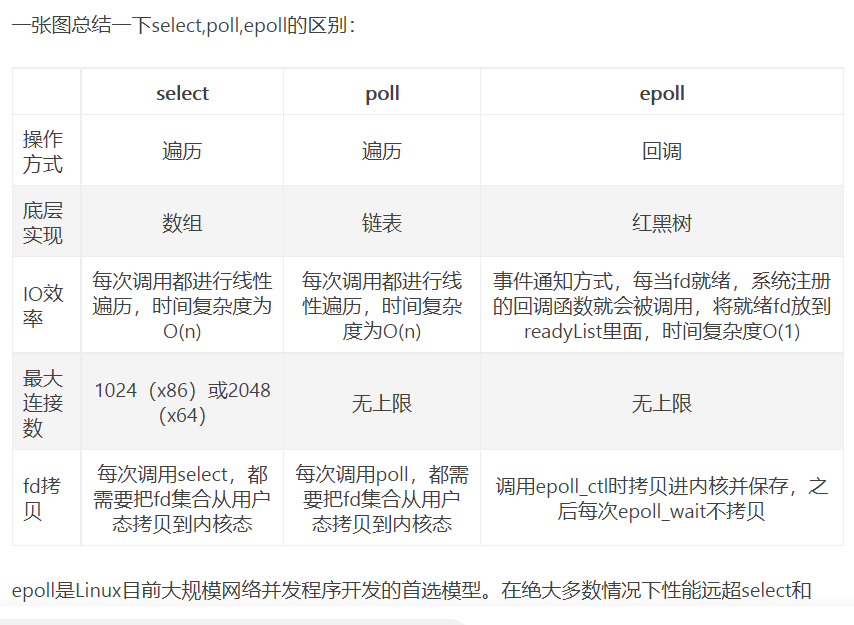 一张图总结一下select,poll,epoll的区别：
select
poll
epoll
操作
方式
遍历
遍历
回调
底层
实现
数组
链表
红黑树
IO效
率
每次调用都进行线性
遍历，时间复杂度为
O(n)
每次调用都进行线
性遍历，时间复杂
度为O(n)
事件通知方式，每当fd就绪，系统注册
的回调函数就会被调用，将就绪fd放到
readyList里面，时间复杂度O(1)
最大
连接
数
1024（x86）或2048
（x64）
无上限
无上限
fd拷
贝
每次调用select，都
需要把fd集合从用户
态拷贝到内核态
每次调用poll，都需
要把fd集合从用户
态拷贝到内核态
调用epoll_ctl时拷贝进内核并保存，之
后每次epoll_wait不拷贝
epoll是Linux目前大规模网络并发程序开发的首选模型。在绝大多数情况下性能远超select和